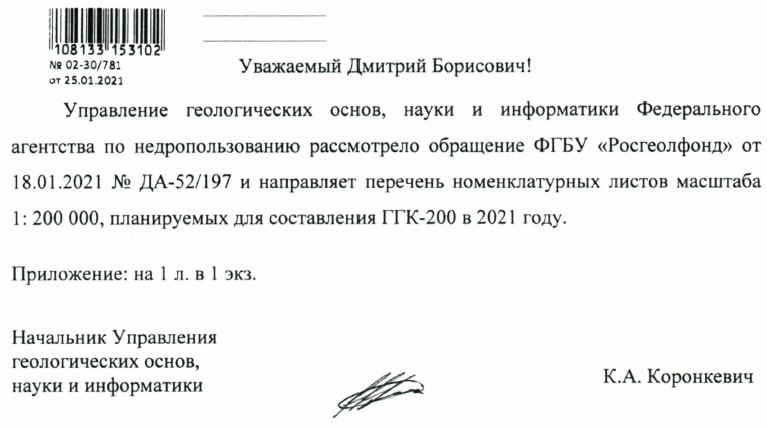 108133 153102
№ 02-30/781
от 25.01.2021
Уважаемый Дмитрий Борисович!
Управление геологических основ, науки и информатики Федерального
агентства по недропользованию рассмотрело обращение ФГБУ «Росгеолфонд» от
18.01.2021 № ДА-52/197 и направляет перечень номенклатурных листов масштаба
1: 200 000, планируемых для составления ГГК-200 в 2021 году.
Приложение: на 1 л. в 1 экз.
Начальник Управления
геологических основ,
науки и информатики
К.А. Коронкевич